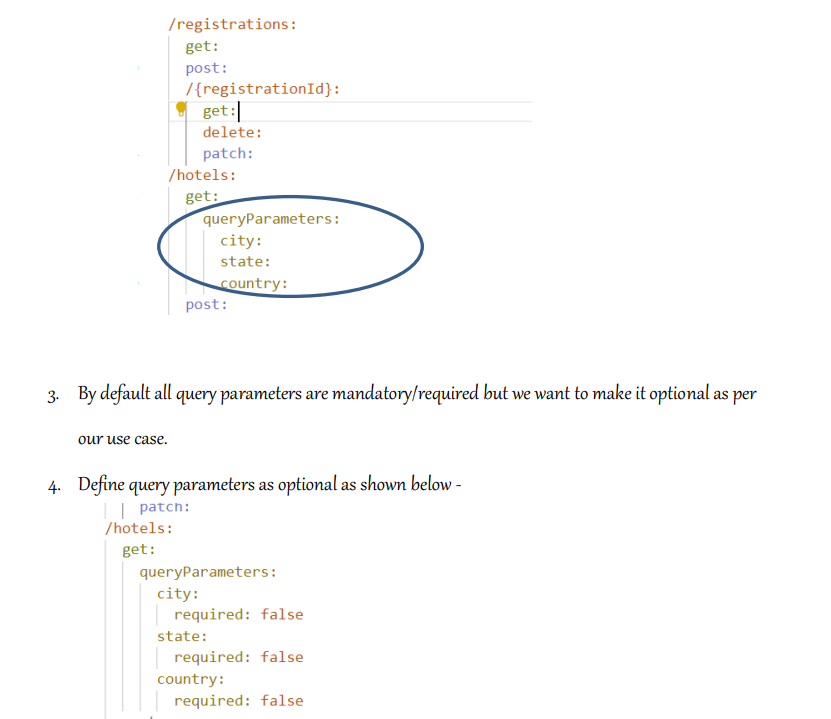 /registrations:
get:
post:
/{registrationId}:
get:
delete:
patch:
/hotels:
get:
queryParameters:
city:
state:
country:
post:
3. By default all query parameters are mandatory/required but we want to make it optional as per
our use case.
4. Define query parameters as optional as shown below -
patch:
/hotels:
get:
queryParameters:
city:
required: false
state:
required: false
country:
required: false